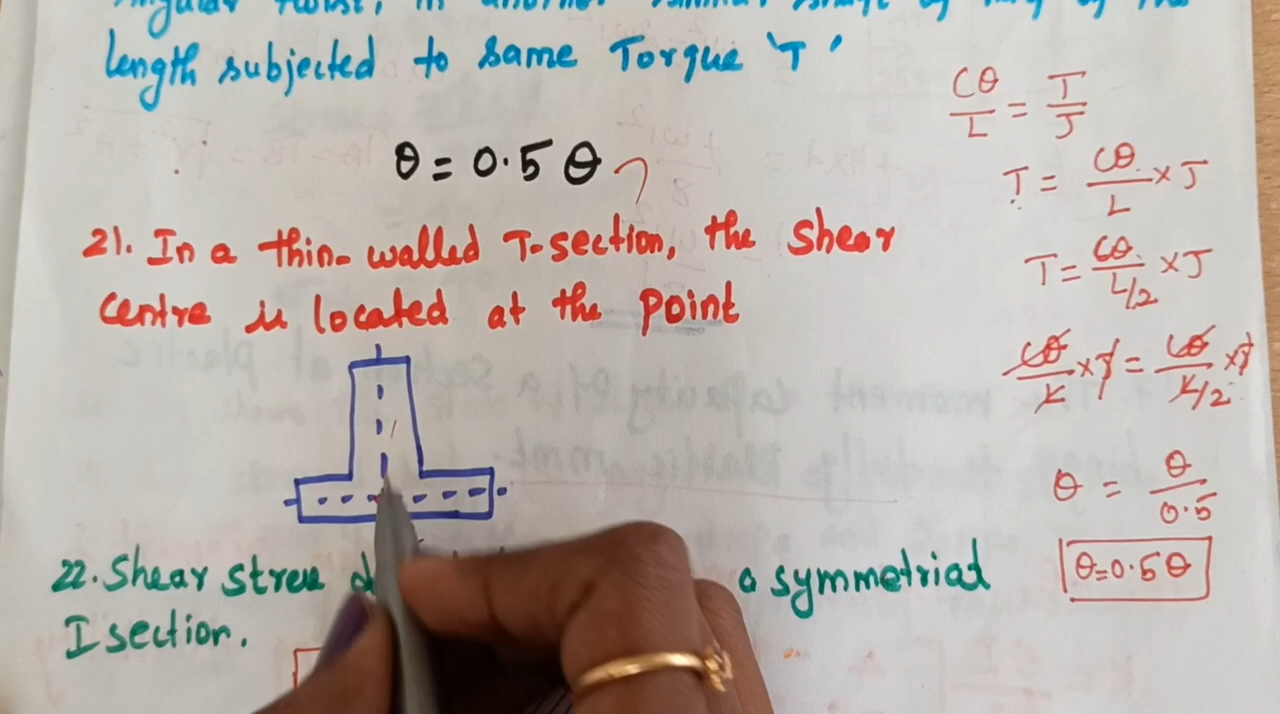 length subjected to same Torque 'T'
θ = 0.5 θ
21. In a thin-walled T-section, the shear
centre is located at the point
22. Shear stress a symmetrial
I section.
Cθ/L = T/J
T = Cθ/L × J
T = Cθ/L/2 × J
Cθ/L × J = Cθ/L/2 × J
θ = θ/0.5
θ=0.5θ